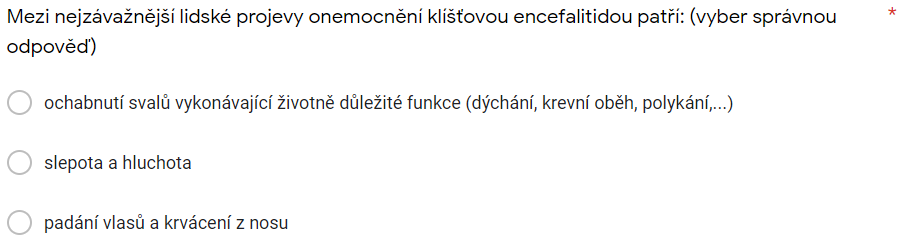 Mezi nejzávažnější lidské projevy onemocnění klíšťovou encefalitidou patří: (vyber správnou *
odpověď)
ochabnutí svalů vykonávající životně důležité funkce (dýchání, krevní oběh, polykání,...)
slepota a hluchota
padání vlasů a krvácení z nosu